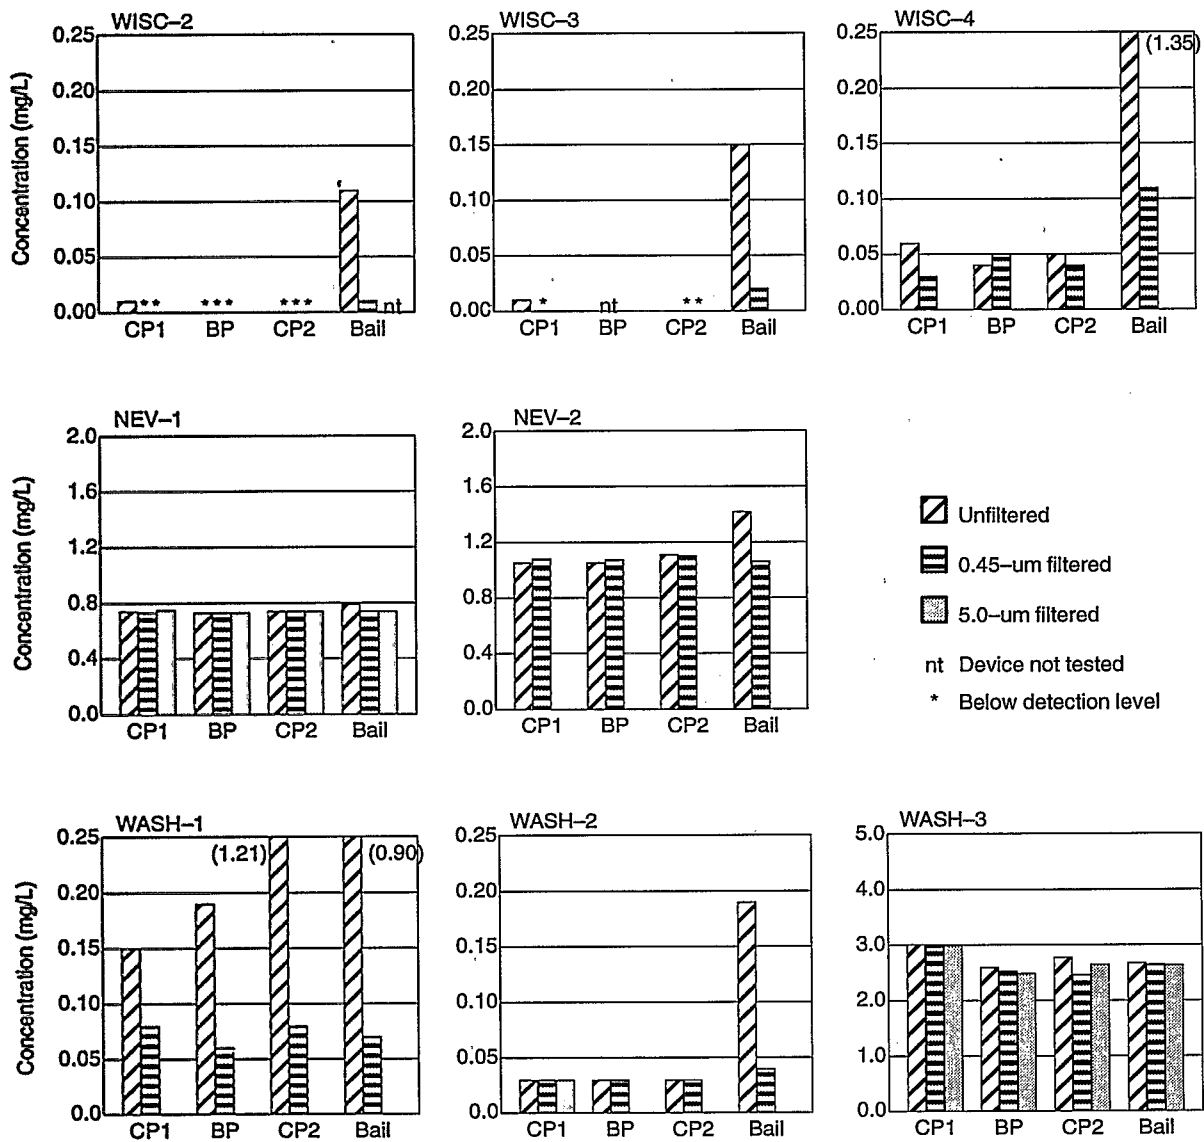 WISC–2
Concentration (mg/L)
0.25
0.20
0.15
0.10
0.05
0.00
** *** *** nt
CP1 BP CP2 Bail
WISC–3
0.25
0.20
0.15
0.10
0.05
0.00
* nt **
CP1 BP CP2 Bail
WISC–4
0.25
(1.35)
0.20
0.15
0.10
0.05
0.00
CP1 BP CP2 Bail
NEV–1
Concentration (mg/L)
2.0
1.6
1.2
0.8
0.4
0.0
CP1 BP CP2 Bail
NEV–2
2.0
1.6
1.2
0.8
0.4
0.0
CP1 BP CP2 Bail
Unfiltered
0.45–um filtered
5.0–um filtered
nt Device not tested
* Below detection level
WASH–1
Concentration (mg/L)
0.25
(1.21) (0.90)
0.20
0.15
0.10
0.05
0.0
CP1 BP CP2 Bail
WASH–2
0.25
0.20
0.15
0.10
0.05
0.0
CP1 BP CP2 Bail
WASH–3
5.0
4.0
3.0
2.0
1.0
0.0
CP1 BP CP2 Bail